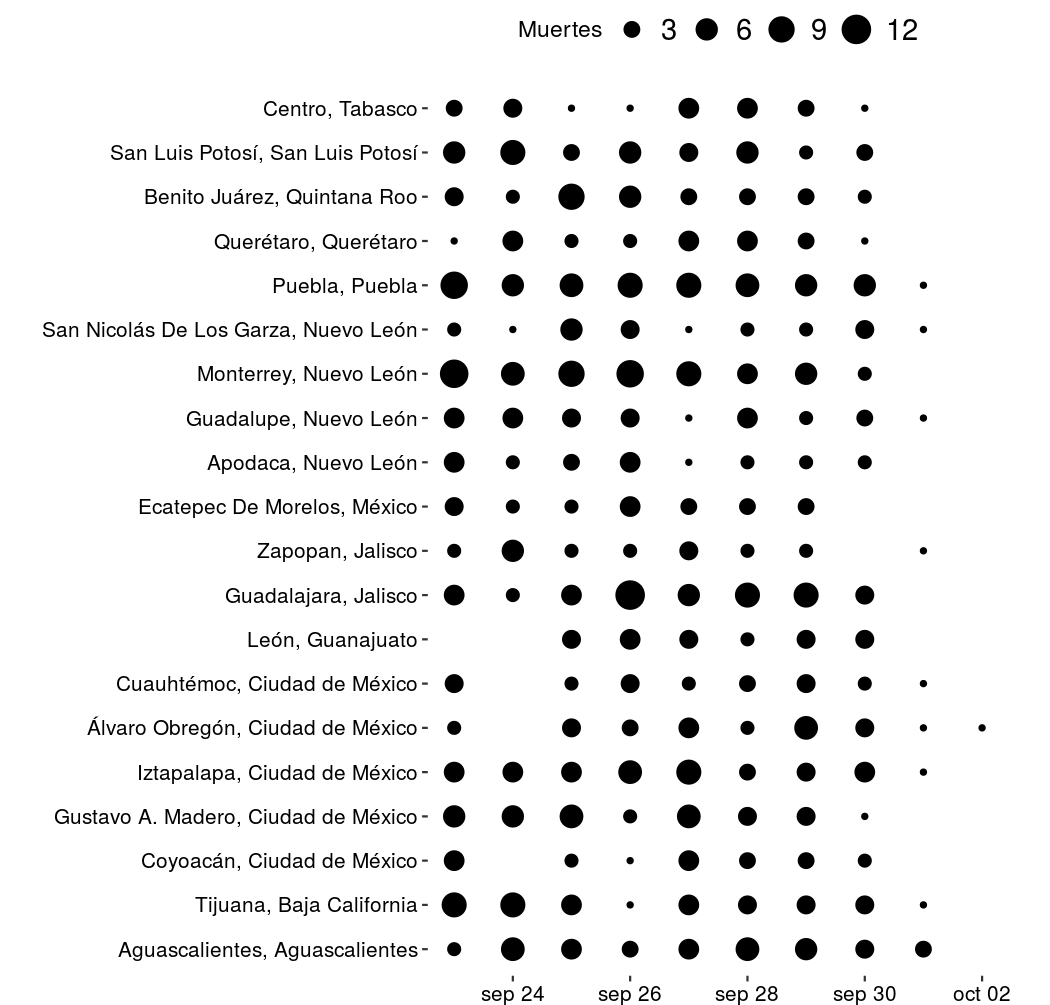 Muertes 3 6 9 12
Centro, Tabasco
San Luis Potosí, San Luis Potosí
Benito Juárez, Quintana Roo
Querétaro, Querétaro
Puebla, Puebla
San Nicolás De Los Garza, Nuevo León
Monterrey, Nuevo León
Guadalupe, Nuevo León
Apodaca, Nuevo León
Ecatepec De Morelos, México
Zapopan, Jalisco
Guadalajara, Jalisco
León, Guanajuato
Cuauhtémoc, Ciudad de México
Álvaro Obregón, Ciudad de México
Iztapalapa, Ciudad de México
Gustavo A. Madero, Ciudad de México
Coyoacán, Ciudad de México
Tijuana, Baja California
Aguascalientes, Aguascalientes
sep 24 sep 26 sep 28 sep 30 oct 02